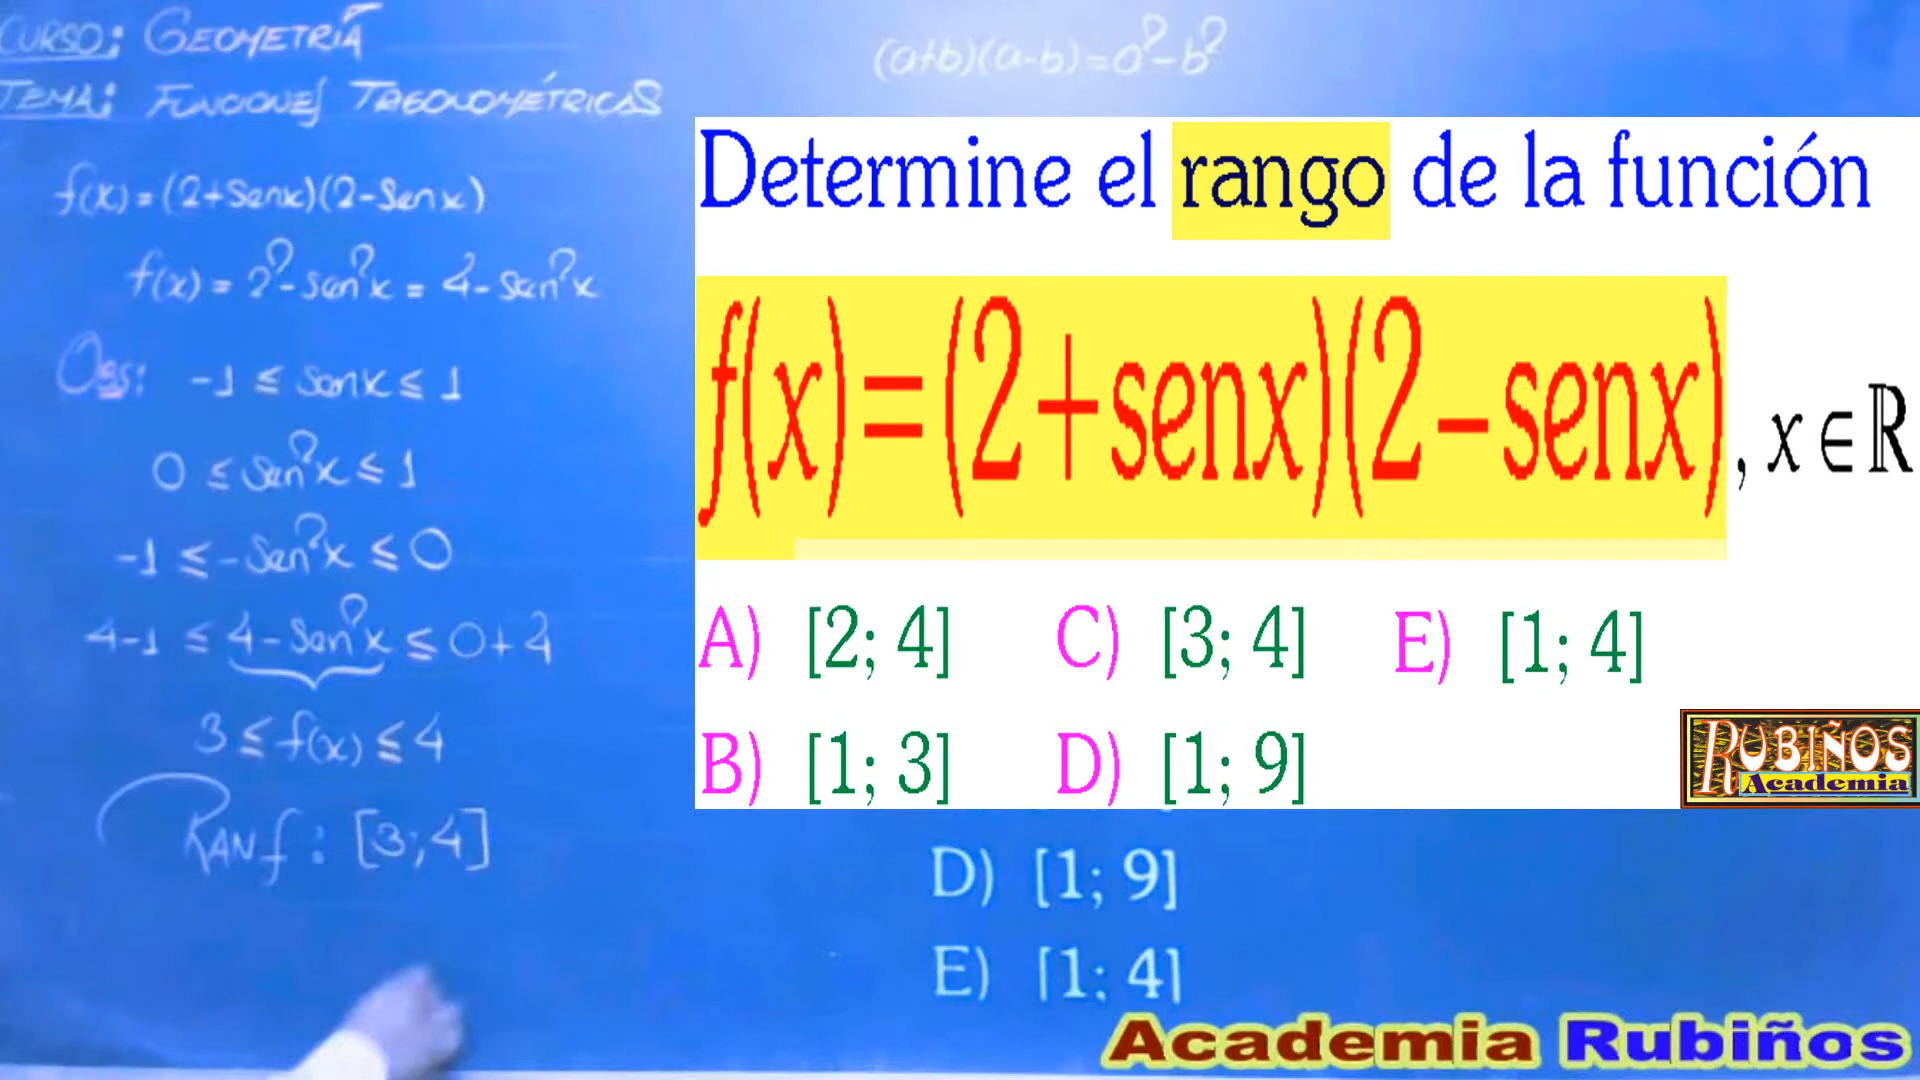 CURSO: GEOMETRÍA
TEMA: FUNCIONES TRIGONOMÉTRICAS
f(x) = (2+senx)(2-senx)
f(x) = 2² - sen²x = 4 - sen²x
OBS: -1 ≤ senx ≤ 1
0 ≤ sen²x ≤ 1
-1 ≤ -sen²x ≤ 0
4-1 ≤ 4-sen²x ≤ 0+4
3 ≤ f(x) ≤ 4
RANf: [3;4]
(a+b)(a-b)=a²-b²
Determine el rango de la función
f(x)=(2+senx)(2−senx), x∈ℝ
A) [2; 4] C) [3; 4] E) [1; 4]
B) [1; 3] D) [1; 9]
RUBIÑOS
Academia
D) [1; 9]
E) [1; 4]
Academia Rubiños